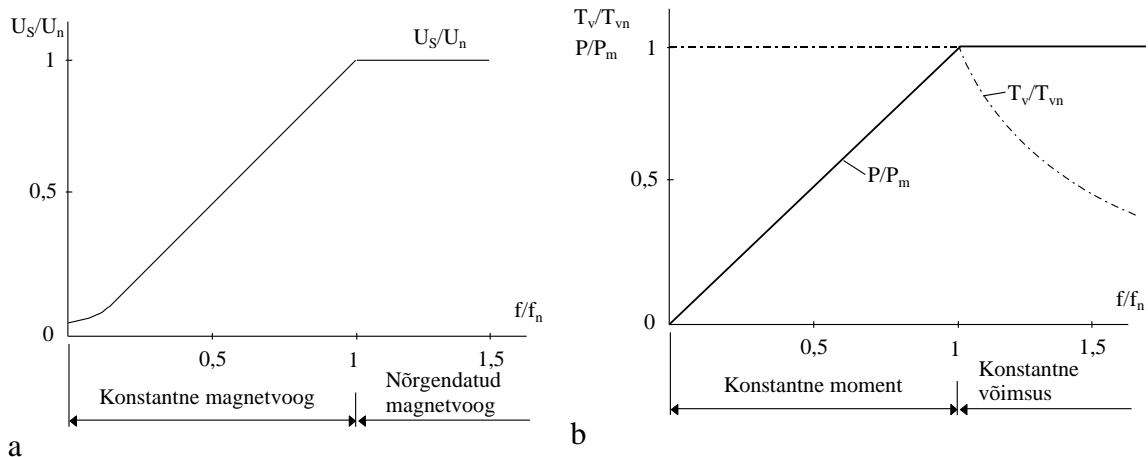 U_S/U_n
U_S/U_n
1
0,5
0
f/f_n
0,5
1
1,5
Konstantne magnetvoog
Nõrgendatud
magnetvoog
a
T_v/T_vn
P/P_m
1
T_v/T_vn
P/P_m
0,5
0
f/f_n
0,5
1
1,5
Konstantne moment
Konstantne
võimsus
b